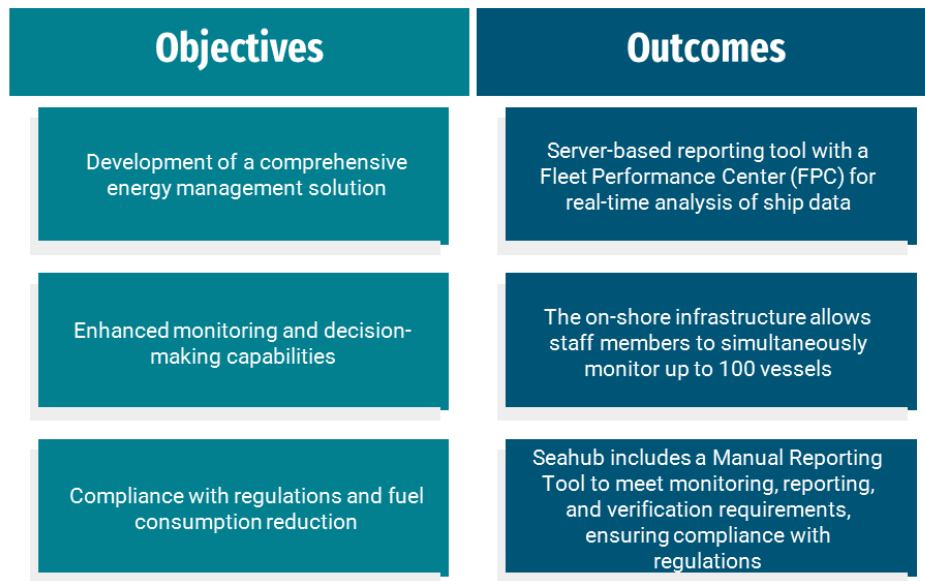 Objectives
Outcomes
Development of a comprehensive
energy management solution
Server-based reporting tool with a
Fleet Performance Center (FPC) for
real-time analysis of ship data
Enhanced monitoring and decision-
making capabilities
The on-shore infrastructure allows
staff members to simultaneously
monitor up to 100 vessels
Compliance with regulations and fuel
consumption reduction
Seahub includes a Manual Reporting
Tool to meet monitoring, reporting,
and verification requirements,
ensuring compliance with
regulations